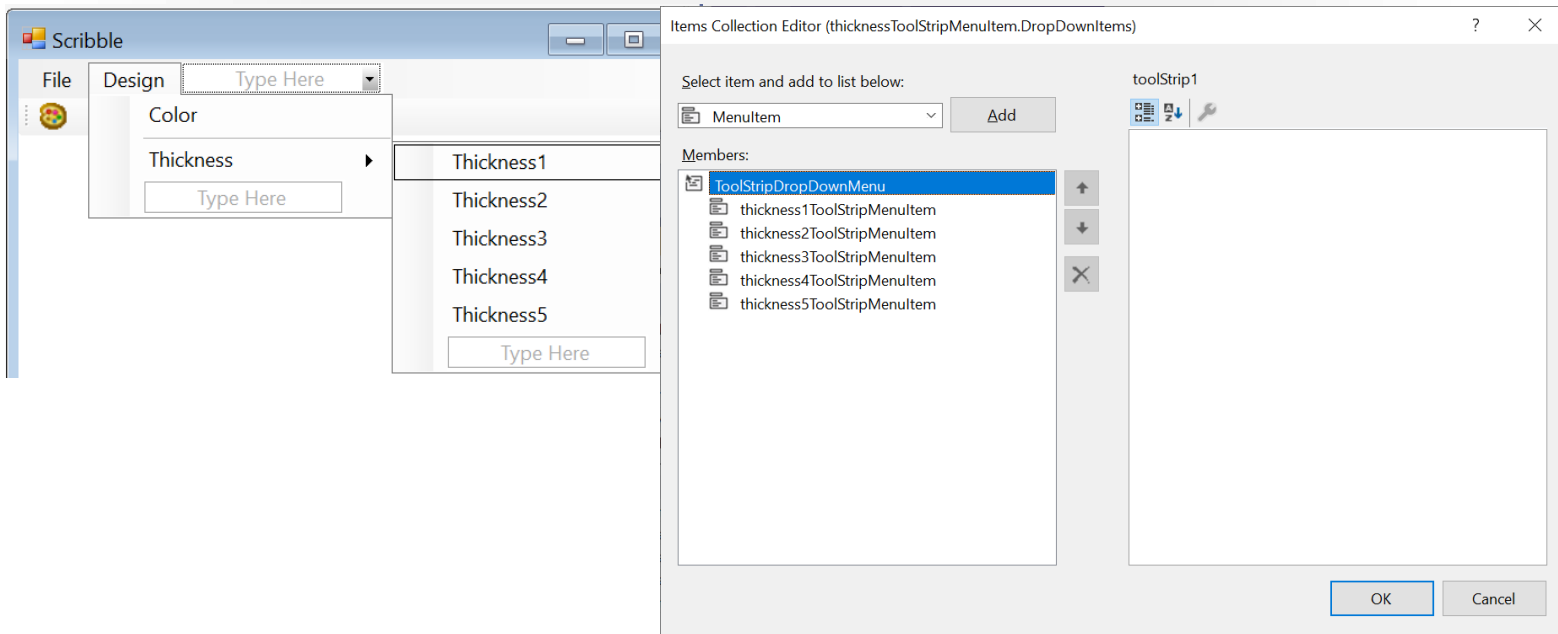 Scribble
File Design Type Here
Color
Thickness
Type Here
Thickness1
Thickness2
Thickness3
Thickness4
Thickness5
Type Here
Items Collection Editor (thicknessToolStripMenuItem.DropDownItems)
?
Select item and add to list below:
MenuItem
Add
Members:
ToolStripDropDownMenu
thickness1ToolStripMenuItem
thickness2ToolStripMenuItem
thickness3ToolStripMenuItem
thickness4ToolStripMenuItem
thickness5ToolStripMenuItem
toolStrip1
OK
Cancel